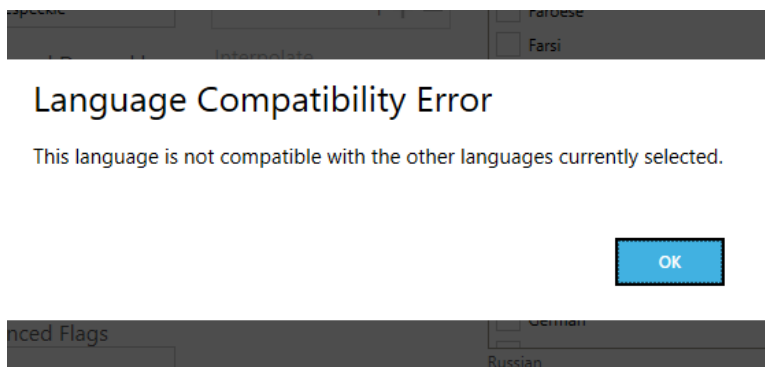 Faroese
Farsi
Interpolate
Language Compatibility Error
This language is not compatible with the other languages currently selected.
OK
German
nced Flags
Russian